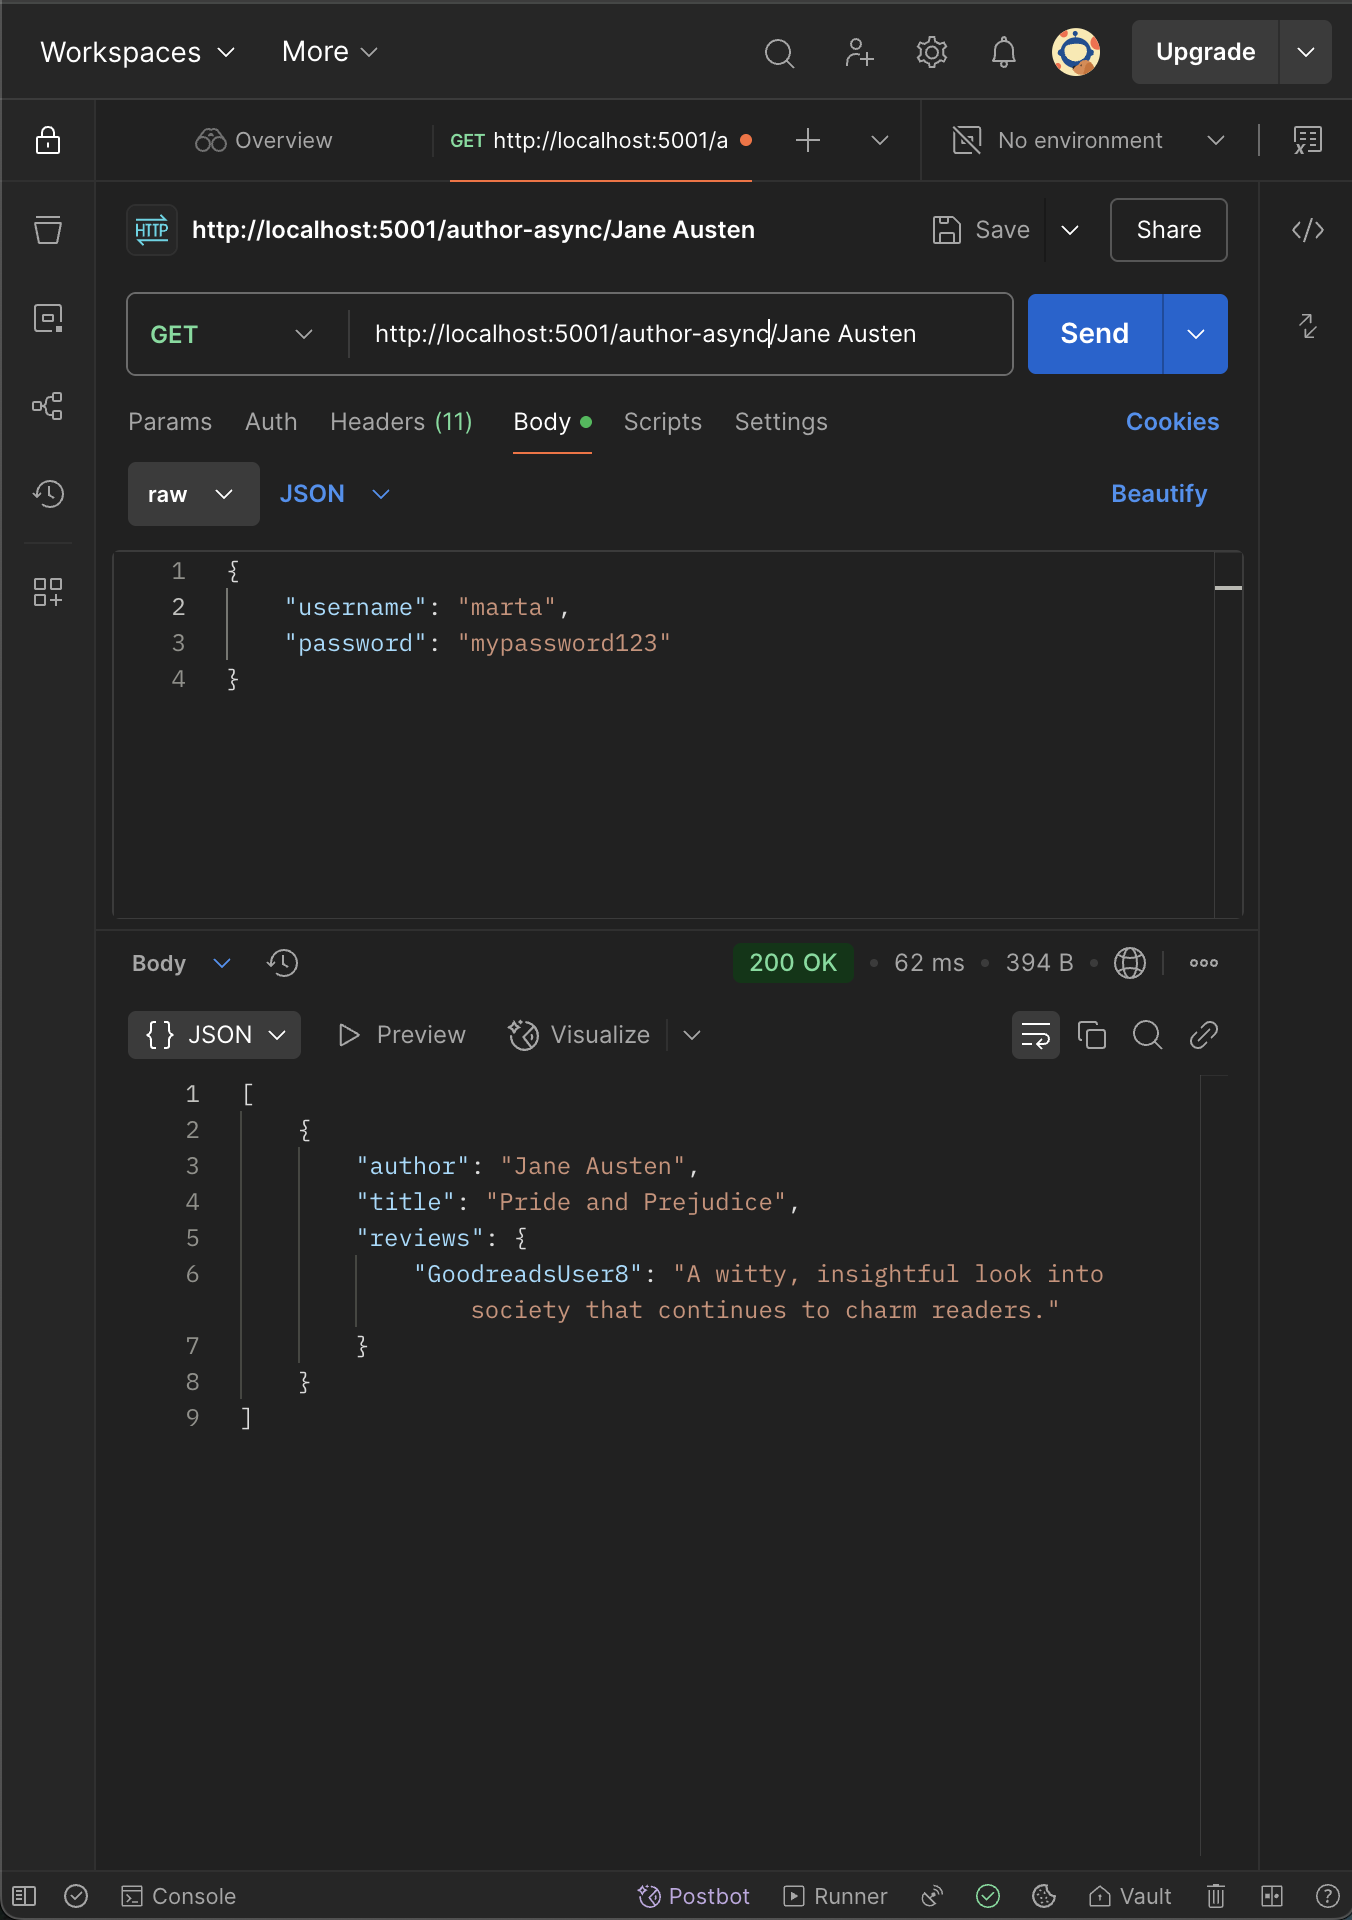 Workspaces More Upgrade
Overview GET http://localhost:5001/a No environment
HTTP http://localhost:5001/author-async/Jane Austen Save Share
GET http://localhost:5001/author-async/Jane Austen Send
Params Auth Headers (11) Body Scripts Settings Cookies
raw JSON Beautify
1 {
2 "username": "marta",
3 "password": "mypassword123"
4 }
Body 200 OK • 62 ms • 394 B •
{} JSON Preview Visualize
1 [
2 {
3 "author": "Jane Austen",
4 "title": "Pride and Prejudice",
5 "reviews": {
6 "GoodreadsUser8": "A witty, insightful look into
society that continues to charm readers."
7 }
8 }
9 ]
Console Postbot Runner Vault